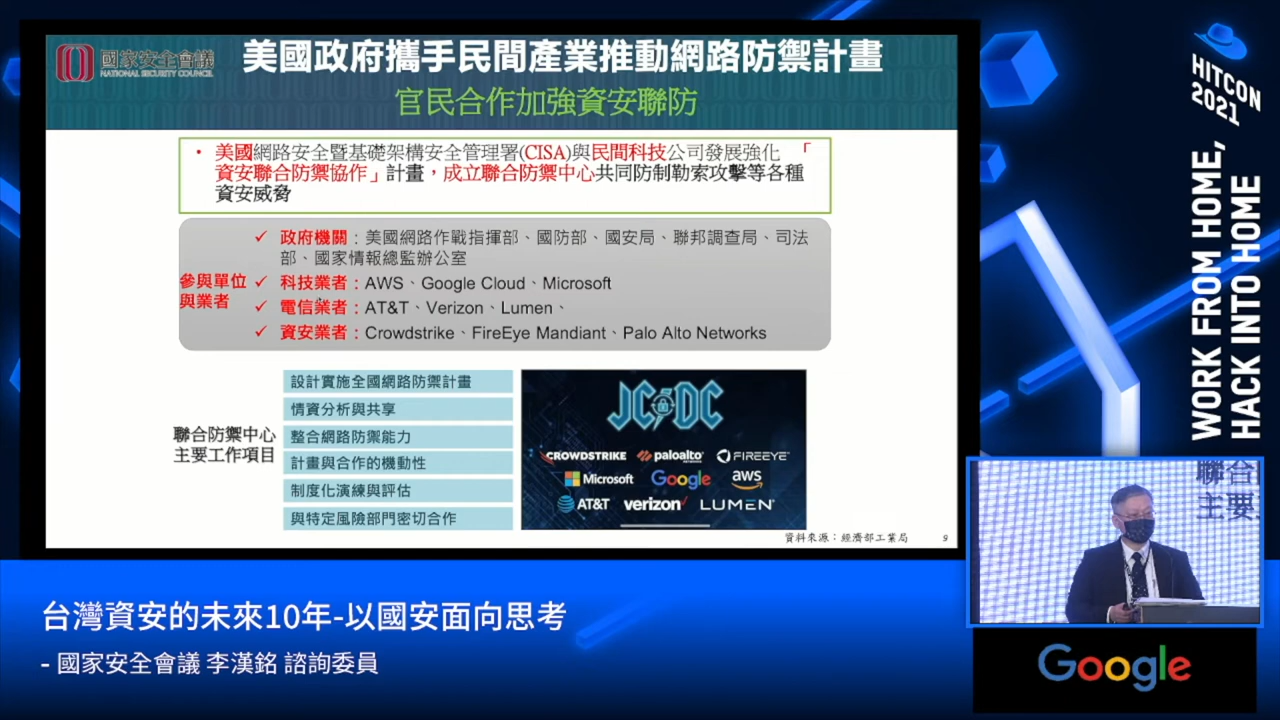 國家安全會議
NATIONAL SECURITY COUNCIL
美國政府攜手民間產業推動網路防禦計畫
官民合作加強資安聯防
• 美國網路安全暨基礎架構安全管理署(CISA)與民間科技公司發展強化「
資安聯合防禦協作」計畫，成立聯合防禦中心共同防制勒索攻擊等各種
資安威脅
參與單位
與業者
✓ 政府機關：美國網路作戰指揮部、國防部、國安局、聯邦調查局、司法
部、國家情報總監辦公室
✓ 科技業者：AWS、Google Cloud、Microsoft
✓ 電信業者：AT&T、Verizon、Lumen、
✓ 資安業者：Crowdstrike、FireEye Mandiant、Palo Alto Networks
聯合防禦中心
主要工作項目
設計實施全國網路防禦計畫
情資分析與共享
整合網路防禦能力
計畫與合作的機動性
制度化演練與評估
與特定風險部門密切合作
JCDC
CROWDSTRIKE paloalto FIREEYE
Microsoft Google aws
AT&T verizon LUMEN
資料來源：經濟部工業局
9
HITCON
2021
WORK FROM HOME,
HACK INTO HOME
聯合
主要
台灣資安的未來10年-以國安面向思考
- 國家安全會議 李漢銘 諮詢委員
Google